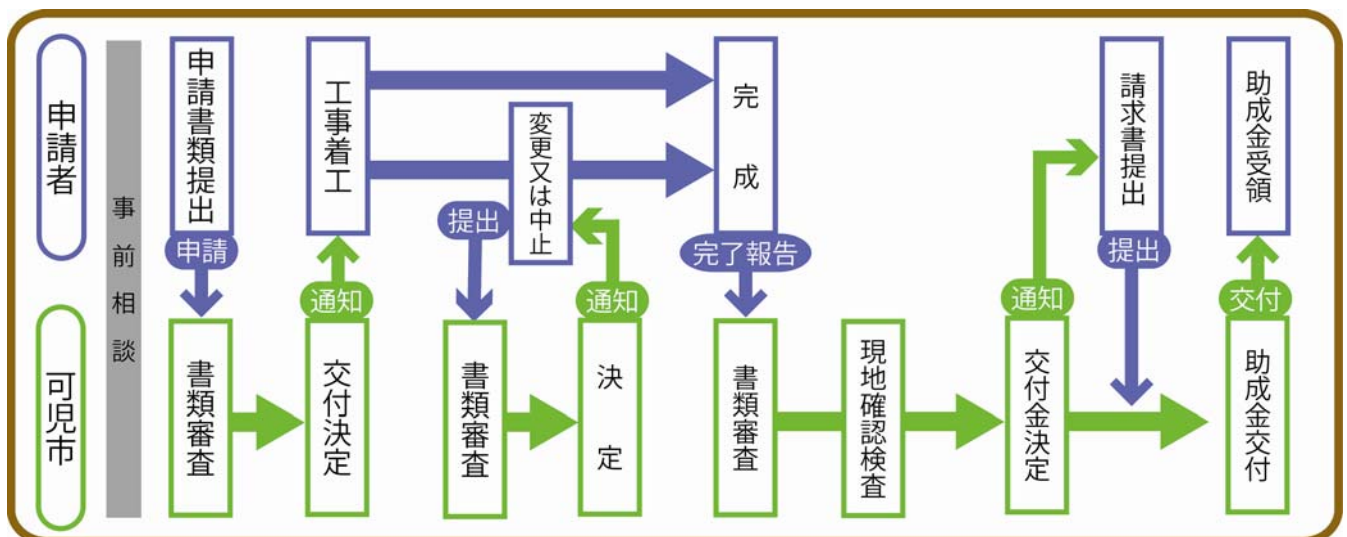 申請者
事前相談
申請書類提出
申請
工事着工
通知
変更又は中止
提出
通知
完成
完了報告
通知
請求書提出
提出
助成金受領
交付
可児市
書類審査
交付決定
書類審査
決定
書類審査
現地確認検査
交付金決定
助成金交付